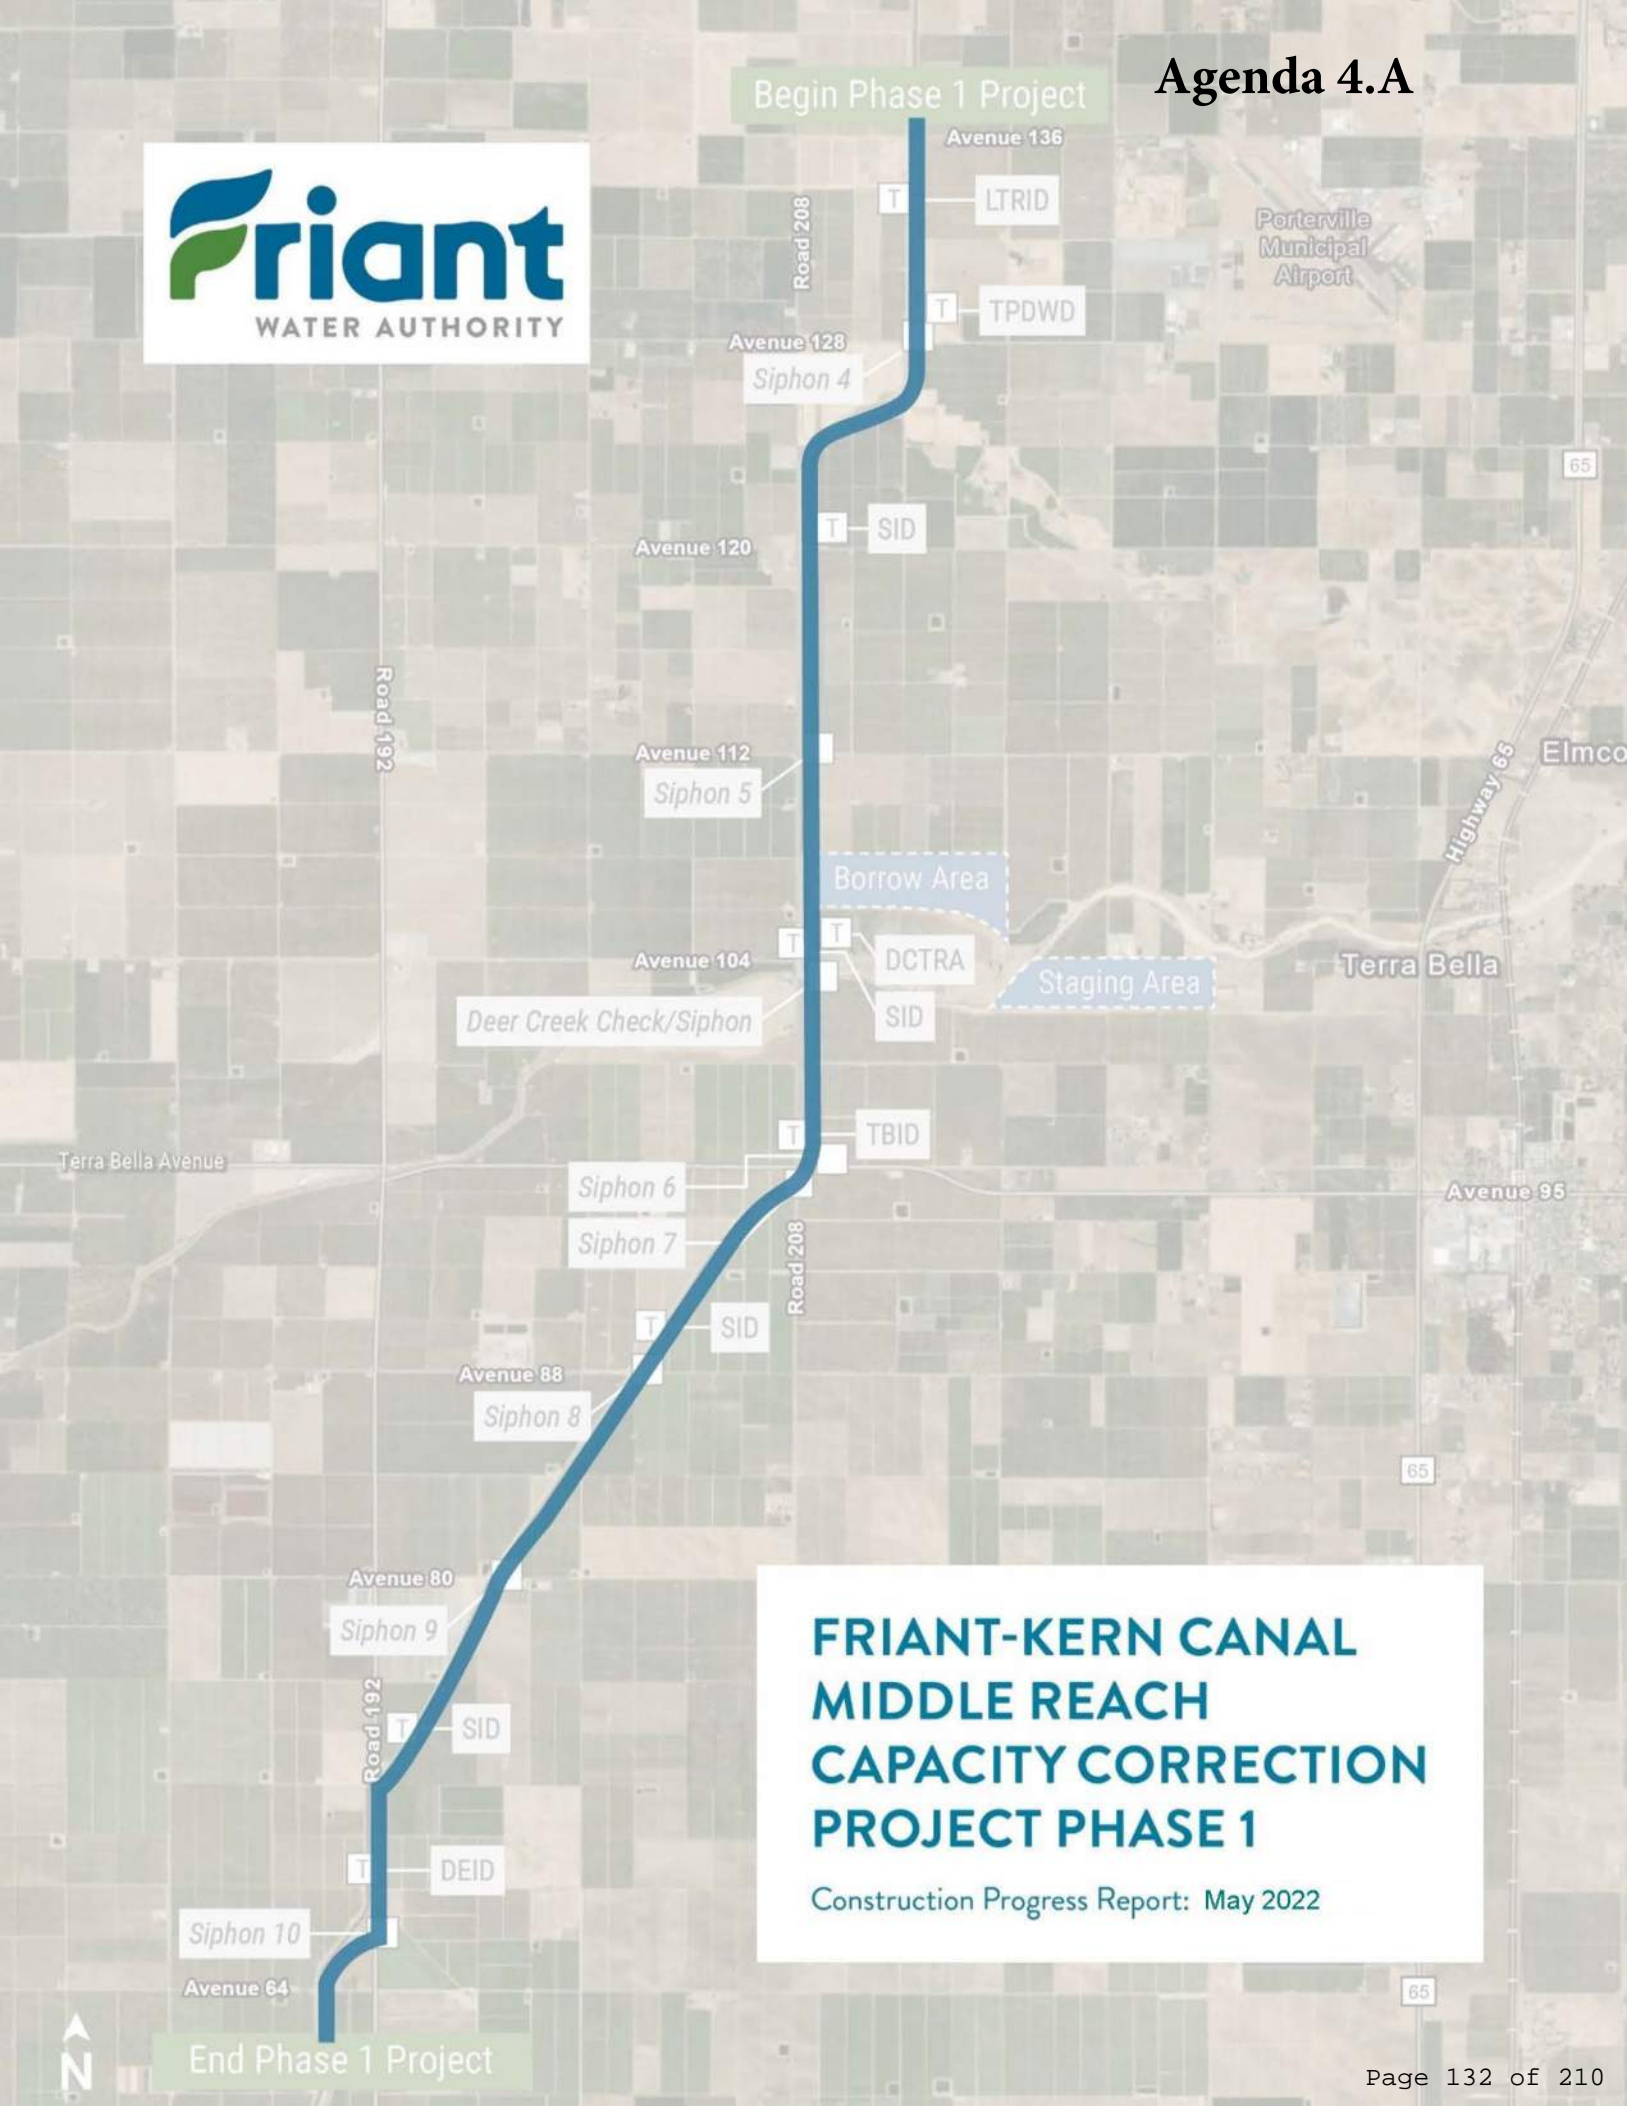 Agenda 4.A
Begin Phase 1 Project
Avenue 136
Friant
WATER AUTHORITY
T
LTRID
Road 208
Porterville
Municipal
Airport
T
TPDWD
Avenue 128
Siphon 4
65
T
SID
Avenue 120
Road 192
Avenue 112
Siphon 5
Highway 65
Elmco
Borrow Area
T
T
DCTRA
Avenue 104
Staging Area
Terra Bella
Deer Creek Check/Siphon
SID
T
TBID
Terra Bella Avenue
Siphon 6
Avenue 95
Siphon 7
Road 208
T
SID
Avenue 88
Siphon 8
65
Avenue 80
Siphon 9
FRIANT-KERN CANAL
MIDDLE REACH
CAPACITY CORRECTION
PROJECT PHASE 1
Construction Progress Report: May 2022
Road 192
T
SID
T
DEID
Siphon 10
Avenue 64
65
N
End Phase 1 Project
Page 132 of 210